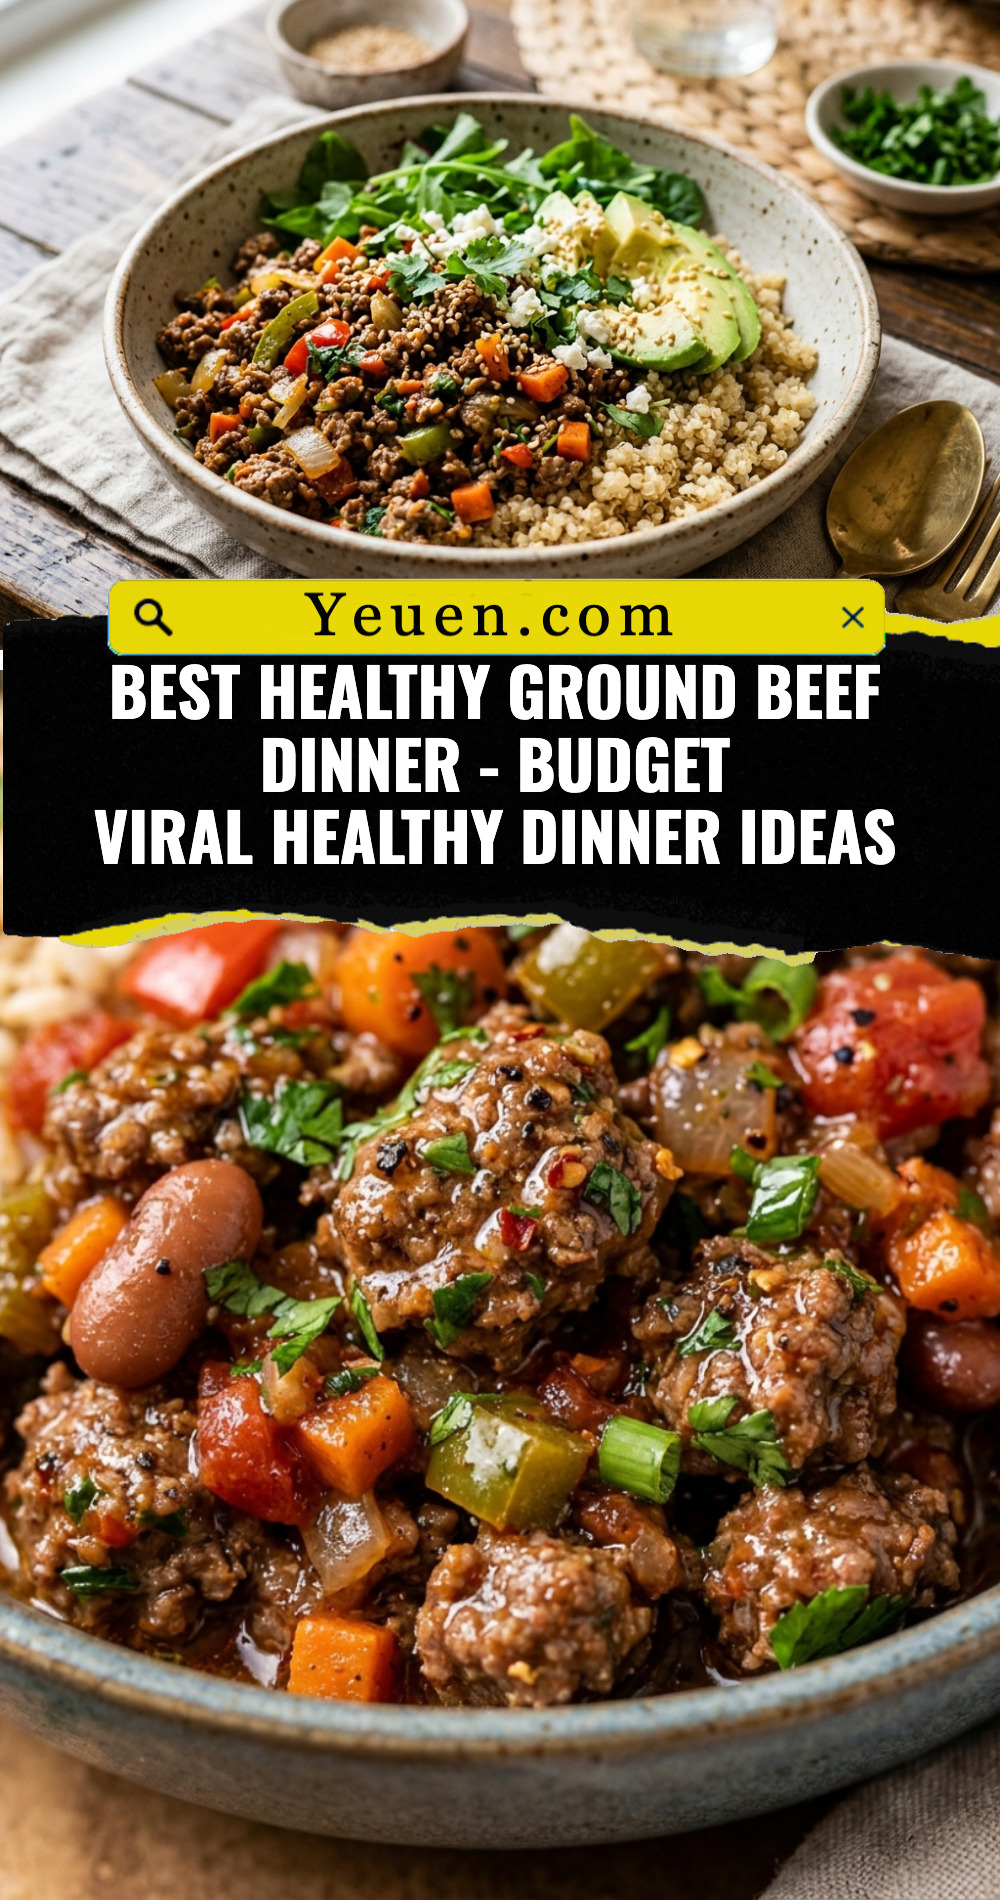 Yeuen.com
BEST HEALTHY GROUND BEEF
DINNER - BUDGET
VIRAL HEALTHY DINNER IDEAS